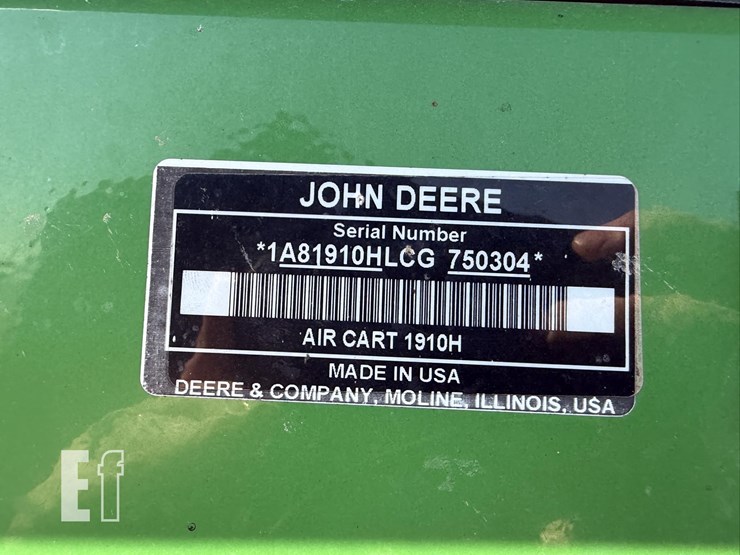 JOHN DEERE
Serial Number
*1A81910HLCG 750304*
AIR CART 1910H
MADE IN USA
DEERE & COMPANY, MOLINE, ILLINOIS, USA
Ef